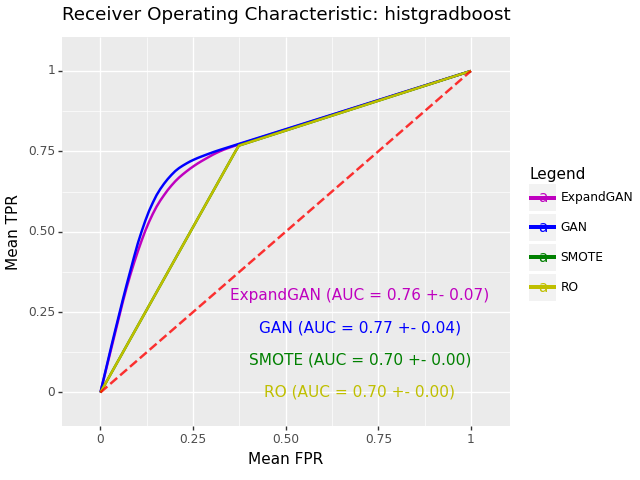 Receiver Operating Characteristic: histgradboost
1
0.75
0.50
0.25
0
Mean TPR
ExpandGAN (AUC = 0.76 +- 0.07)
GAN (AUC = 0.77 +- 0.04)
SMOTE (AUC = 0.70 +- 0.00)
RO (AUC = 0.70 +- 0.00)
0 0.25 0.50 0.75 1
Mean FPR
Legend
a ExpandGAN
a GAN
a SMOTE
a RO